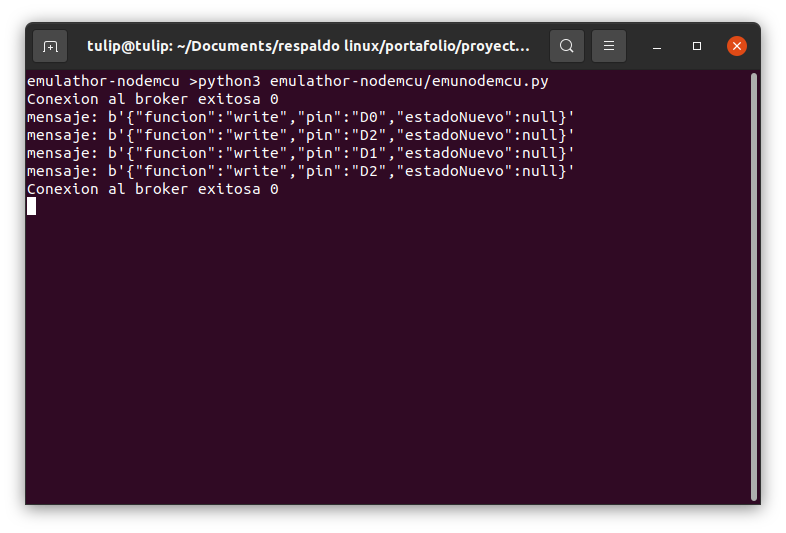 tulip@tulip: ~/Documents/respaldo linux/portafolio/proyect...
emulathor-nodemcu >python3 emulathor-nodemcu/emunodemcu.py
Conexion al broker exitosa 0
mensaje: b'{"funcion":"write","pin":"D0","estadoNuevo":null}'
mensaje: b'{"funcion":"write","pin":"D2","estadoNuevo":null}'
mensaje: b'{"funcion":"write","pin":"D1","estadoNuevo":null}'
mensaje: b'{"funcion":"write","pin":"D2","estadoNuevo":null}'
Conexion al broker exitosa 0